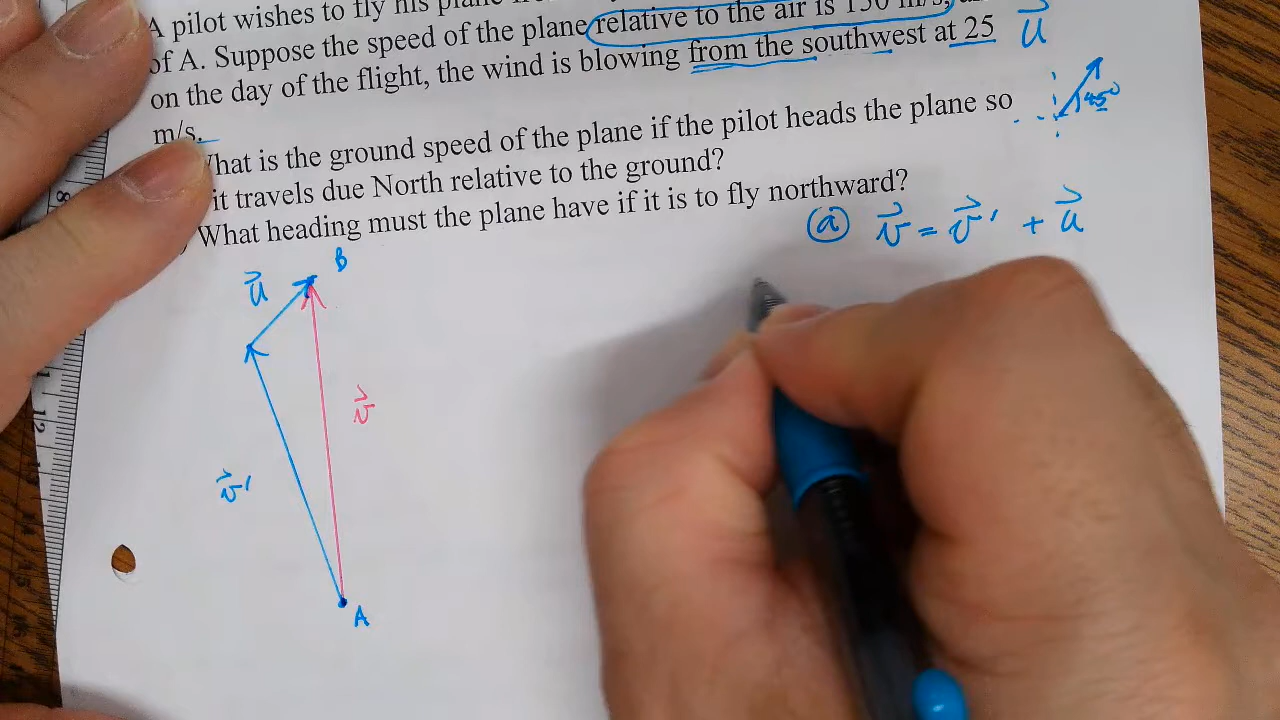 A pilot wishes to fly his plane
of A. Suppose the speed of the plane relative to the air is 150 m/s,
on the day of the flight, the wind is blowing from the southwest at 25 u⃗
m/s.
45°
What is the ground speed of the plane if the pilot heads the plane so
it travels due North relative to the ground?
What heading must the plane have if it is to fly northward?
ⓐ v⃗ = v⃗' + u⃗
B
u⃗
v⃗
v⃗'
A
12
8